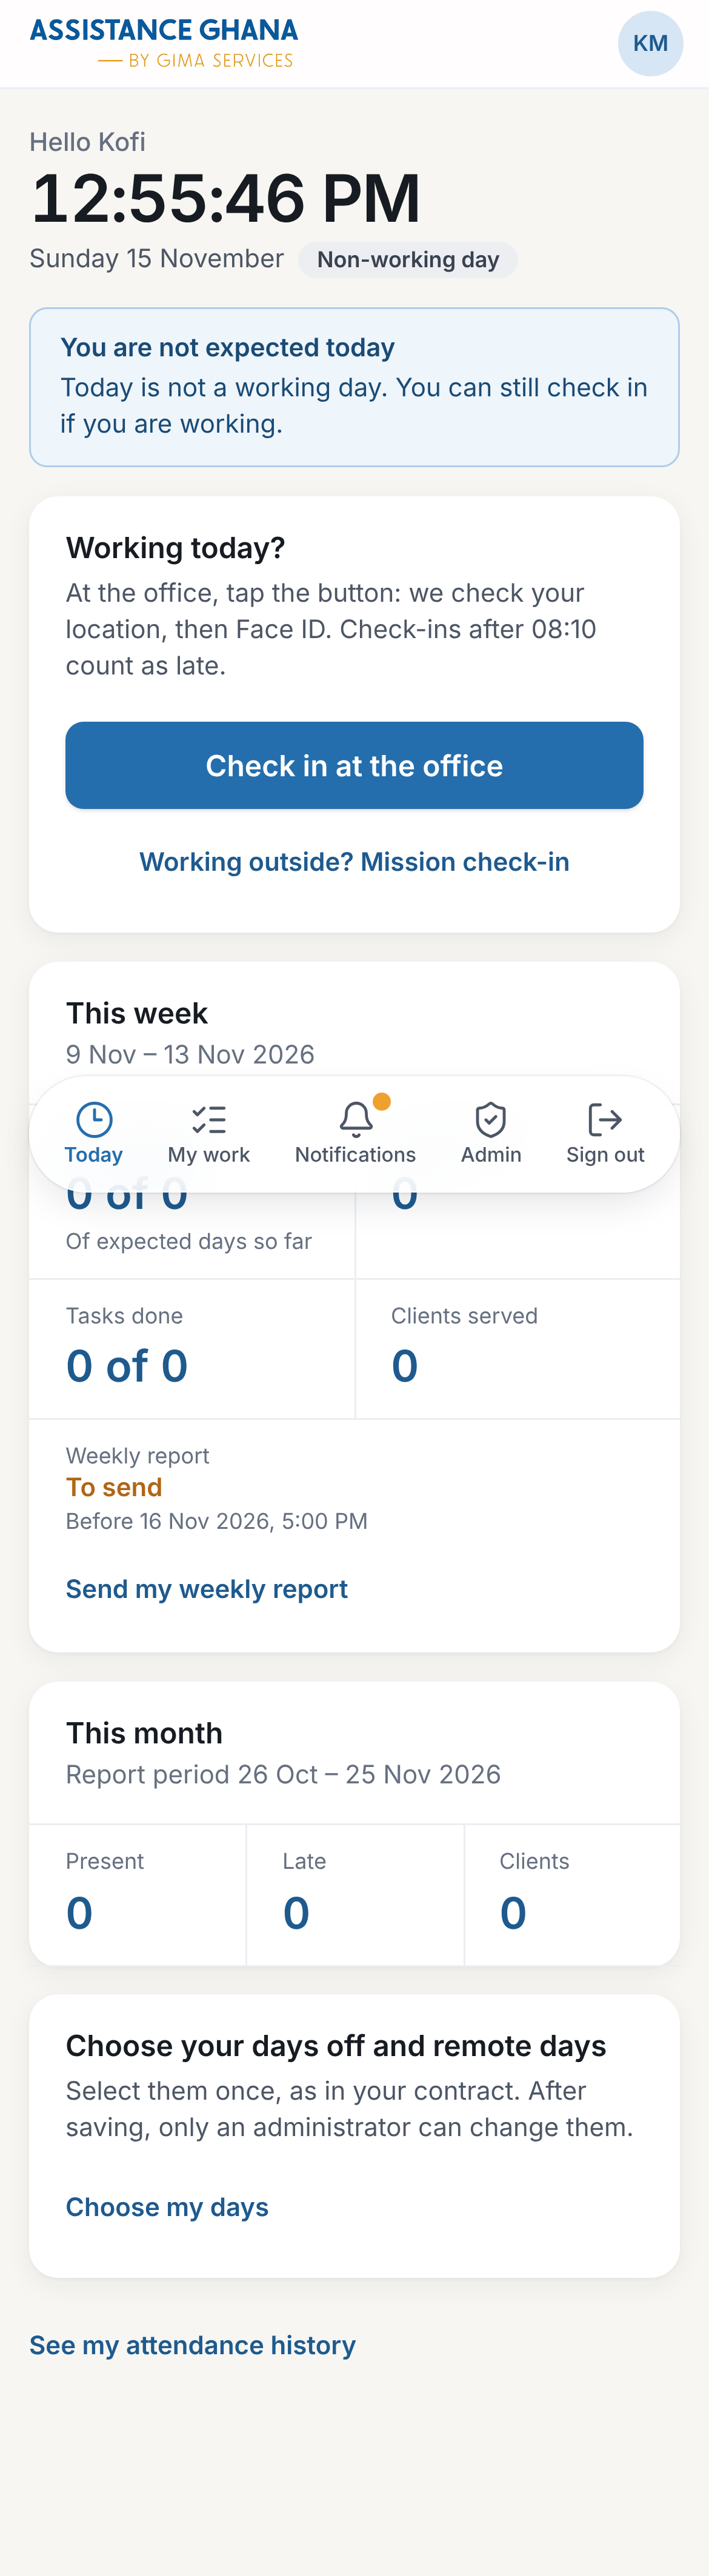 ASSISTANCE GHANA
BY GIMA SERVICES
KM
Hello Kofi
12:55:46 PM
Sunday 15 November
Non-working day
You are not expected today
Today is not a working day. You can still check in
if you are working.
Working today?
At the office, tap the button: we check your
location, then Face ID. Check-ins after 08:10
count as late.
Check in at the office
Working outside? Mission check-in
This week
9 Nov – 13 Nov 2026
Today
My work
Notifications
Admin
Sign out
0 of 0
0
Of expected days so far
Tasks done
Clients served
0 of 0
0
Weekly report
To send
Before 16 Nov 2026, 5:00 PM
Send my weekly report
This month
Report period 26 Oct – 25 Nov 2026
Present
Late
Clients
0
0
0
Choose your days off and remote days
Select them once, as in your contract. After
saving, only an administrator can change them.
Choose my days
See my attendance history